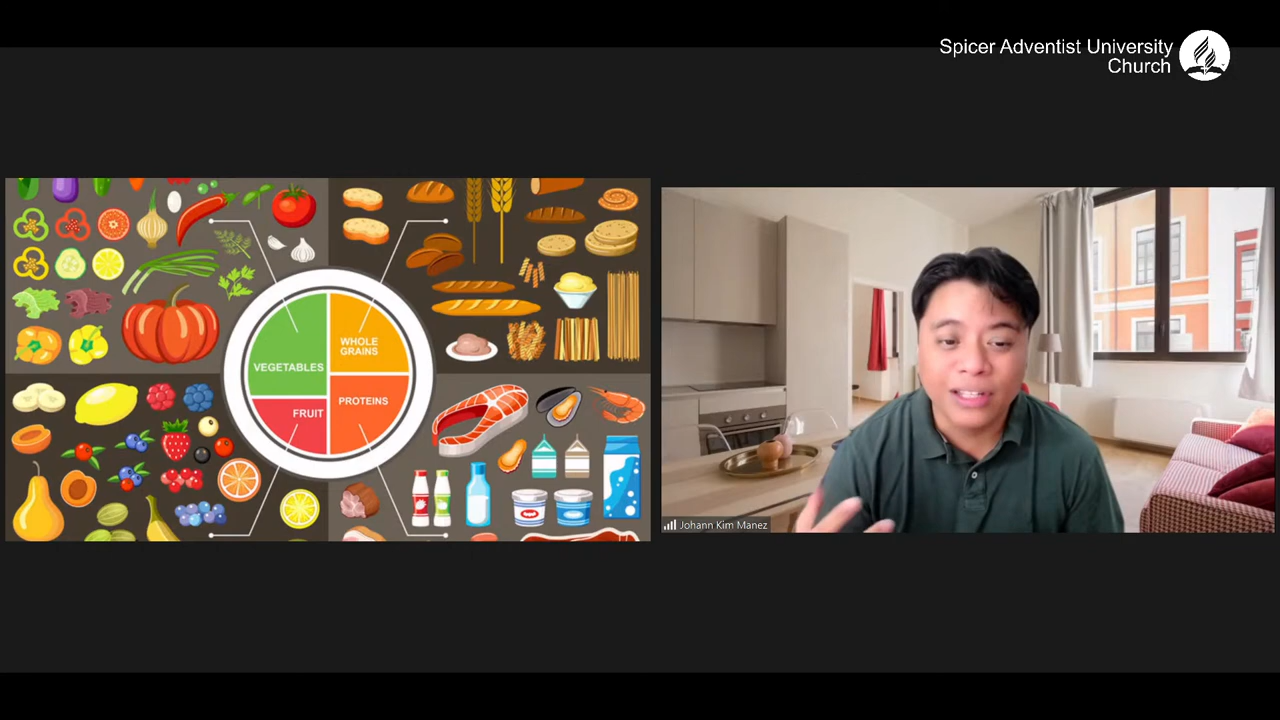 Spicer Adventist University
Church
VEGETABLES
WHOLE
GRAINS
FRUIT
PROTEINS
Johann Kim Manez